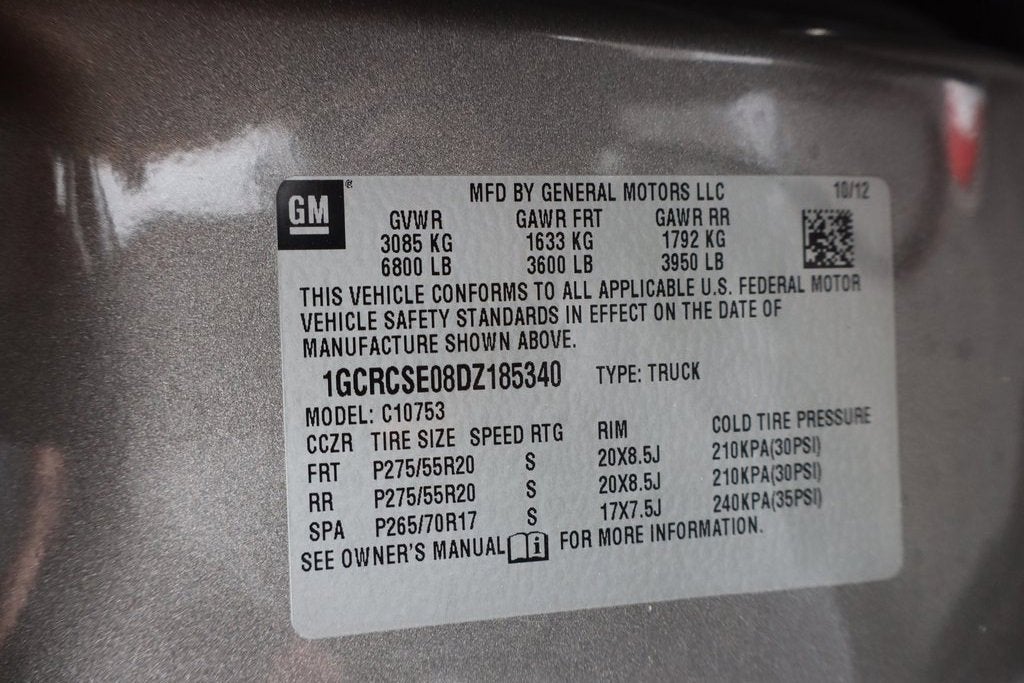 GM ® MFD BY GENERAL MOTORS LLC 10/12
GVWR GAWR FRT GAWR RR
3085 KG 1633 KG 1792 KG
6800 LB 3600 LB 3950 LB
THIS VEHICLE CONFORMS TO ALL APPLICABLE U.S. FEDERAL MOTOR
VEHICLE SAFETY STANDARDS IN EFFECT ON THE DATE OF
MANUFACTURE SHOWN ABOVE.
1GCRCSE08DZ185340 TYPE: TRUCK
MODEL: C10753
CCZR TIRE SIZE SPEED RTG RIM COLD TIRE PRESSURE
FRT P275/55R20 S 20X8.5J 210KPA(30PSI)
RR P275/55R20 S 20X8.5J 210KPA(30PSI)
SPA P265/70R17 S 17X7.5J 240KPA(35PSI)
SEE OWNER'S MANUAL i FOR MORE INFORMATION.